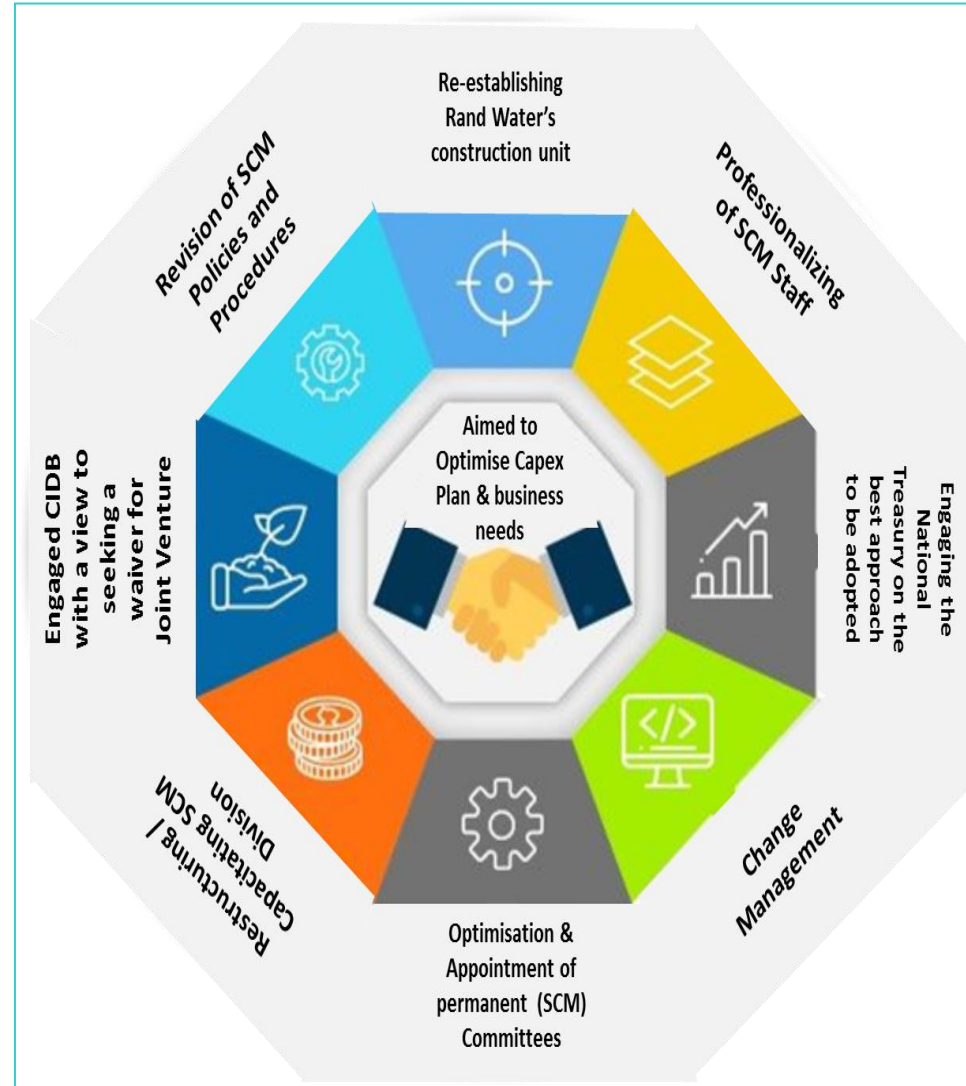 Re-establishing
Rand Water's
construction unit
Professionalizing
of SCM Staff
Engaging the
National
Treasury on the
best approach
to be adopted
Change
Management
Optimisation &
Appointment of
permanent (SCM)
Committees
Restructuring /
Capacitating SCM
Division
Engaged CIDB
with a view to
seeking a
waiver for
Joint Venture
Revision of SCM
Policies and
Procedures
Aimed to
Optimise Capex
Plan & business
needs